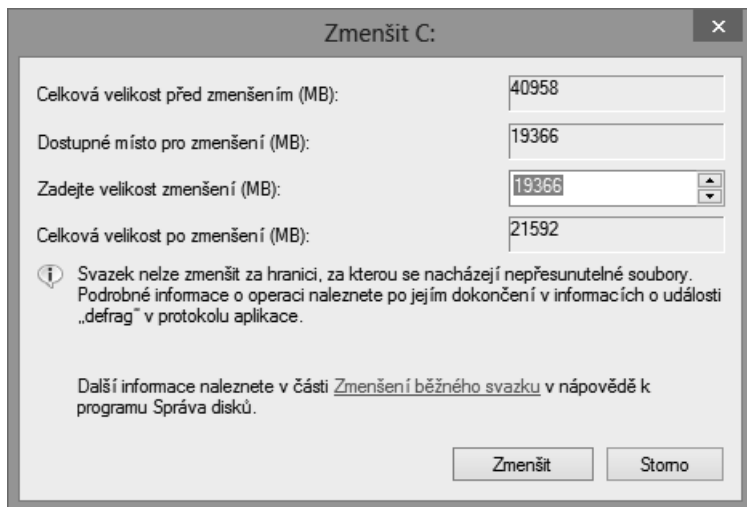 Zmenšit C:
Celková velikost před zmenšením (MB): 40958
Dostupné místo pro zmenšení (MB): 19366
Zadejte velikost zmenšení (MB): 19366
Celková velikost po zmenšení (MB): 21592
Svazek nelze zmenšit za hranici, za kterou se nacházejí nepřesunutelné soubory.
Podrobné informace o operaci naleznete po jejím dokončení v informacích o události
„defrag“ v protokolu aplikace.
Další informace naleznete v části Zmenšení běžného svazku v nápovědě k
programu Správa disků.
Zmenšit Storno